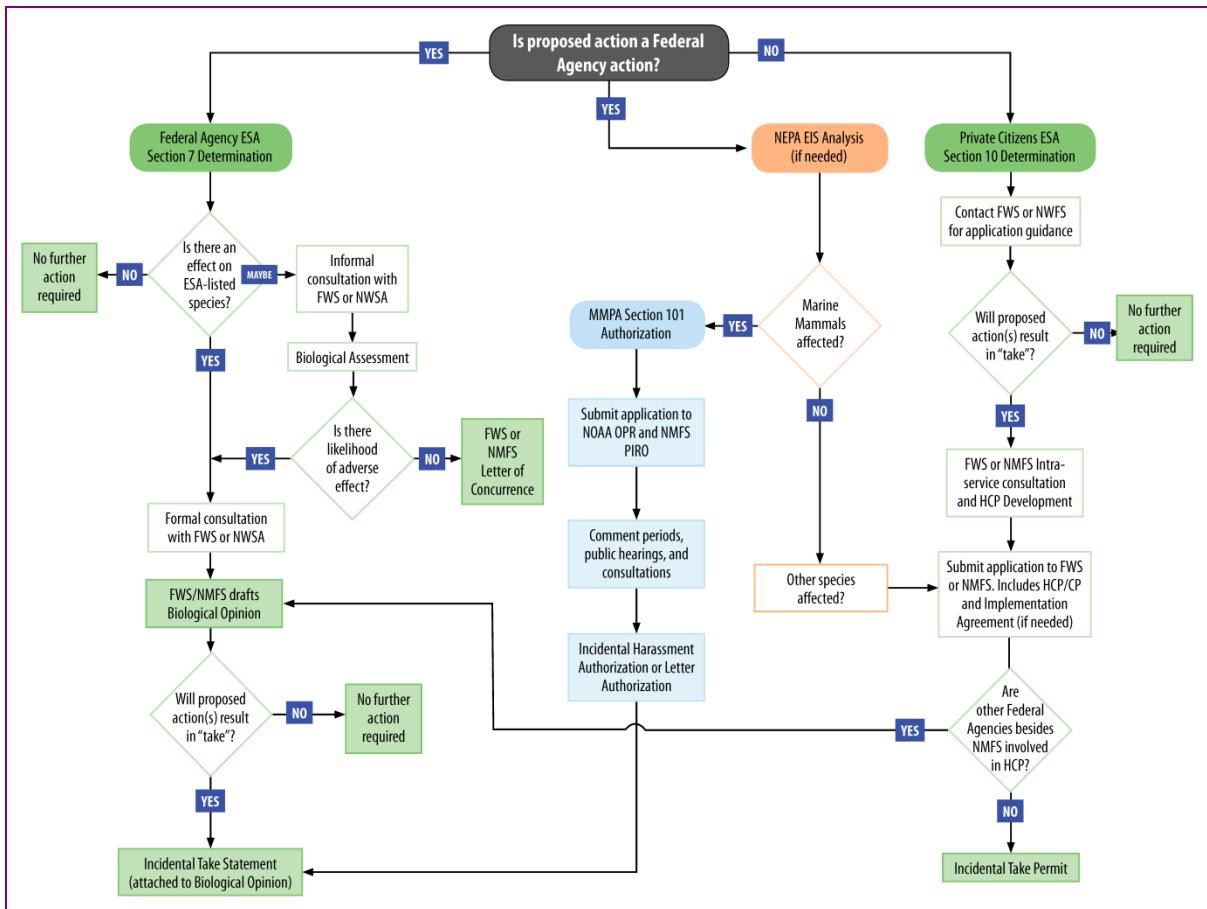 Is proposed action a Federal
Agency action?
YES
NO
YES
Federal Agency ESA
Section 7 Determination
NEPA EIS Analysis
(if needed)
Private Citizens ESA
Section 10 Determination
Contact FWS or NWFS
for application guidance
No further
action
required
NO
Is there an
effect on
ESA-listed
species?
MAYBE
Informal
consultation with
FWS or NWSA
MMPA Section 101
Authorization
YES
Marine
Mammals
affected?
Will proposed
action(s) result
in “take”?
NO
No further
action
required
YES
Biological Assessment
NO
YES
Submit application to
NOAA OPR and NMFS
PIRO
YES
Is there
likelihood
of adverse
effect?
NO
FWS or
NMFS
Letter of
Concurrence
FWS or NMFS Intra-
service consultation
and HCP Development
Formal consultation
with FWS or NWSA
Comment periods,
public hearings, and
consultations
Other species
affected?
Submit application to FWS
or NMFS. Includes HCP/CP
and Implementation
Agreement (if needed)
FWS/NMFS drafts
Biological Opinion
Incidental Harassment
Authorization or Letter
Authorization
Will proposed
action(s) result
in “take”?
NO
No further
action
required
YES
Are
other Federal
Agencies besides
NMFS involved
in HCP?
YES
NO
Incidental Take Statement
(attached to Biological Opinion)
Incidental Take Permit